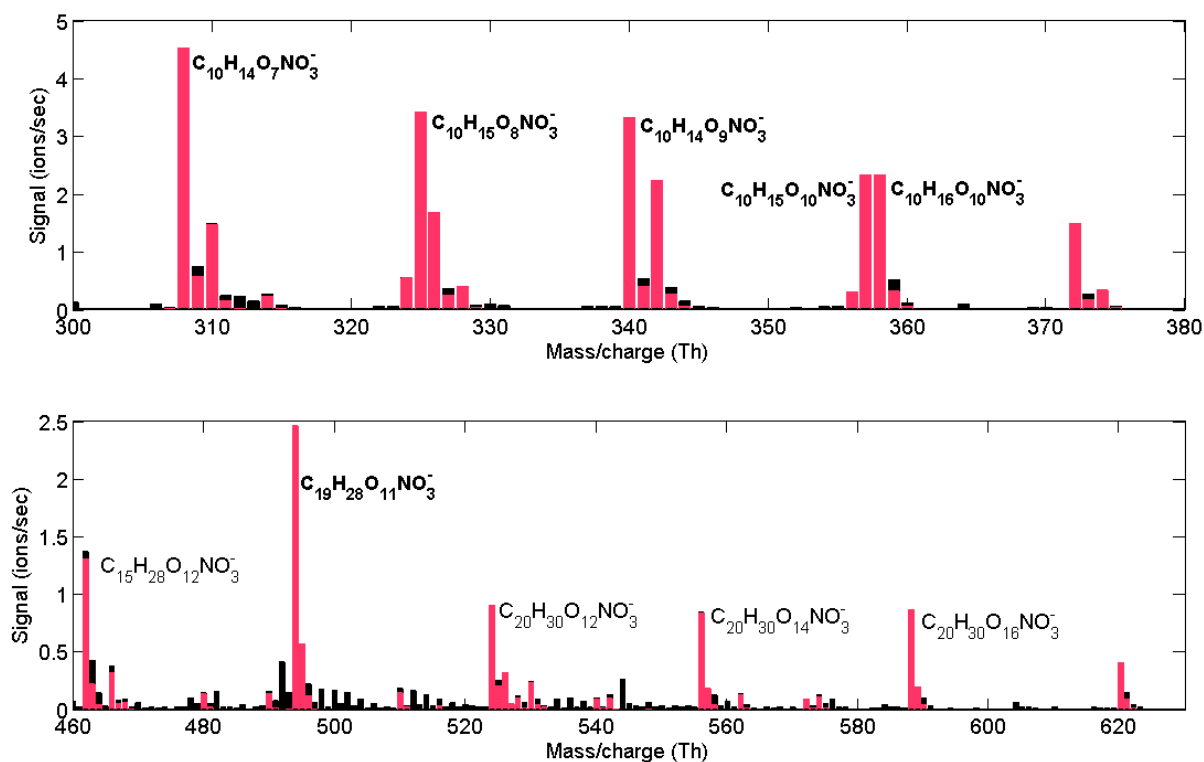 5
4
3
2
1
0
Signal (ions/sec)
C₁₀H₁₄O₇NO₃⁻
C₁₀H₁₅O₈NO₃⁻
C₁₀H₁₄O₉NO₃⁻
C₁₀H₁₅O₁₀NO₃⁻
C₁₀H₁₆O₁₀NO₃⁻
300 310 320 330 340 350 360 370 380
Mass/charge (Th)
2.5
2
1.5
1
0.5
0
Signal (ions/sec)
C₁₅H₂₈O₁₂NO₃⁻
C₁₉H₂₈O₁₁NO₃⁻
C₂₀H₃₀O₁₂NO₃⁻
C₂₀H₃₀O₁₄NO₃⁻
C₂₀H₃₀O₁₆NO₃⁻
460 480 500 520 540 560 580 600 620
Mass/charge (Th)